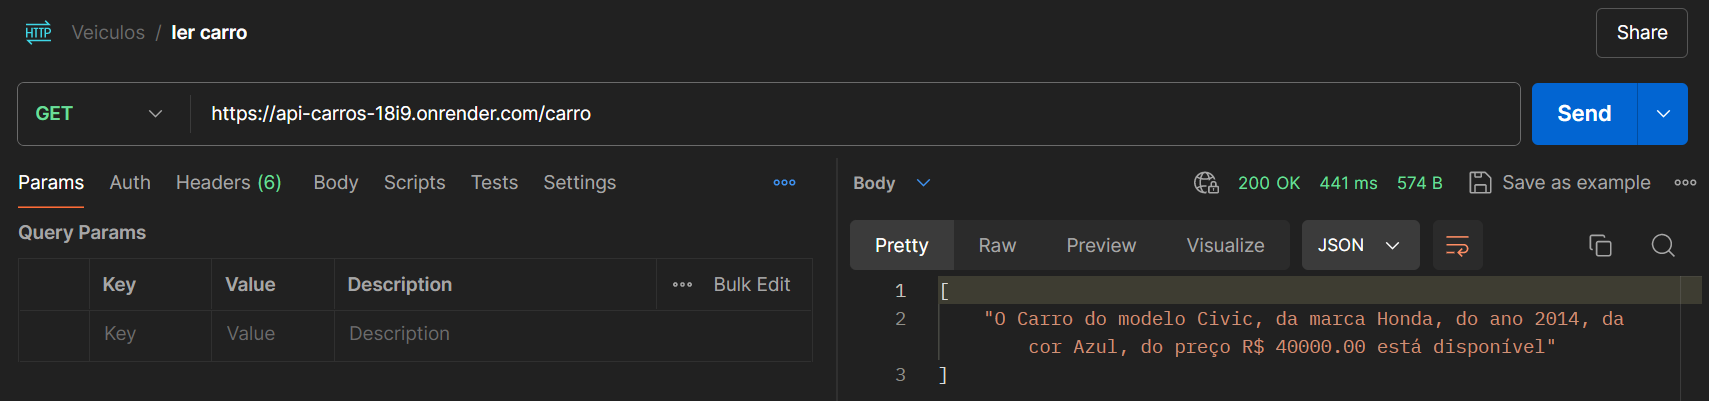 HTTP Veiculos / ler carro
Share
GET https://api-carros-18i9.onrender.com/carro
Send
Params Auth Headers (6) Body Scripts Tests Settings
Query Params
Key Value Description Bulk Edit
Key Value Description
Body 200 OK 441 ms 574 B Save as example
Pretty Raw Preview Visualize JSON
1 [
2 "O Carro do modelo Civic, da marca Honda, do ano 2014, da
cor Azul, do preço R$ 40000.00 está disponível"
3 ]